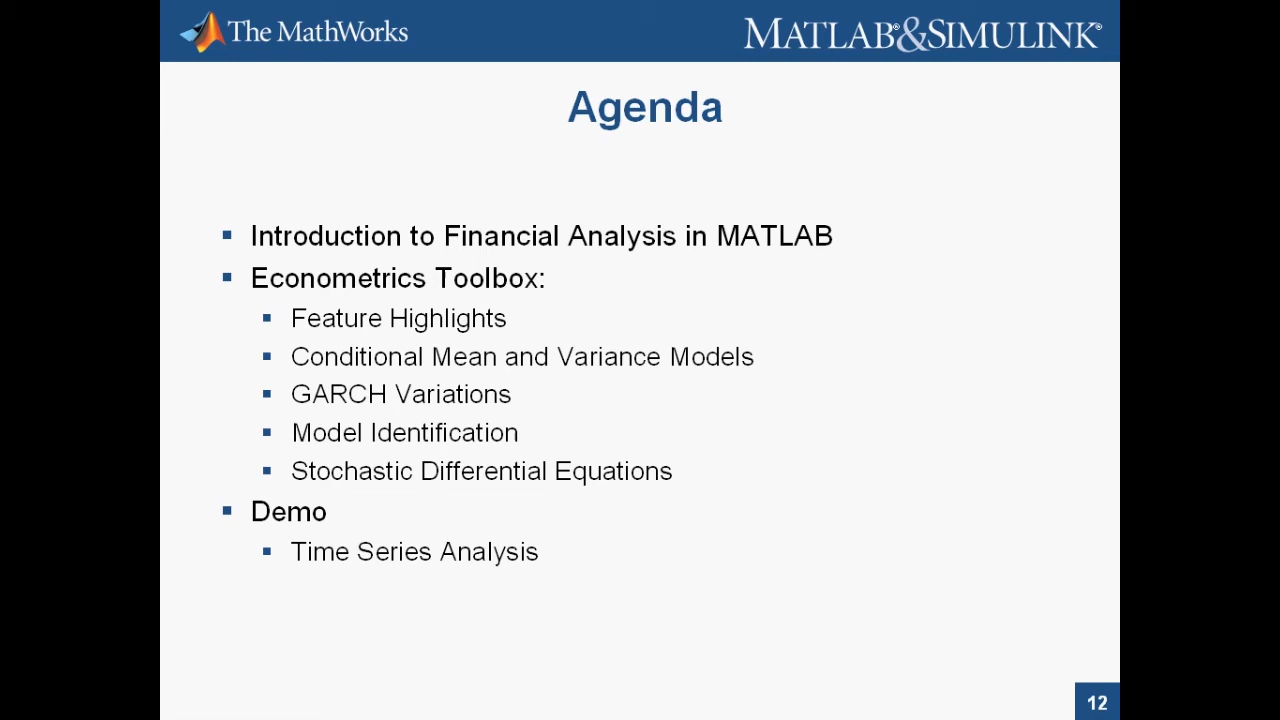 The MathWorks
MATLAB®&SIMULINK®
Agenda
Introduction to Financial Analysis in MATLAB
Econometrics Toolbox:
Feature Highlights
Conditional Mean and Variance Models
GARCH Variations
Model Identification
Stochastic Differential Equations
Demo
Time Series Analysis
12